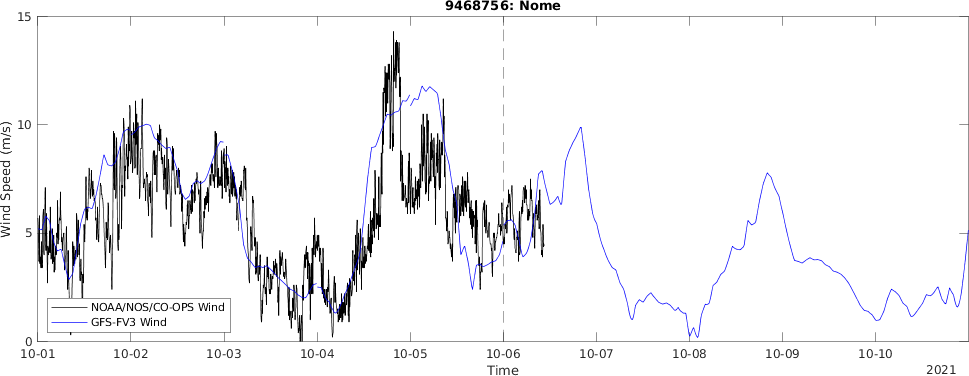 9468756: Nome
15
10
5
0
Wind Speed (m/s)
NOAA/NOS/CO-OPS Wind
GFS-FV3 Wind
10-01 10-02 10-03 10-04 10-05 10-06 10-07 10-08 10-09 10-10
Time
2021